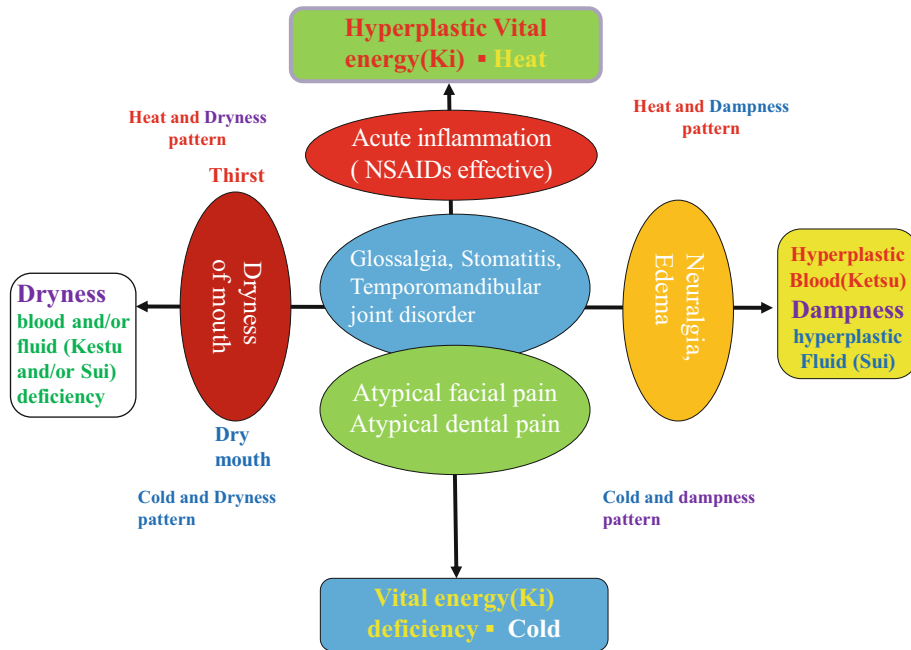 Hyperplastic Vital
energy(Ki) ▪ Heat
Heat and Dryness
pattern
Heat and Dampness
pattern
Acute inflammation
( NSAIDs effective)
Thirst
Dryness
of mouth
Glossalgia, Stomatitis,
Temporomandibular
joint disorder
Neuralgia,
Edema
Dryness
blood and/or
fluid (Kestu
and/or Sui)
deficiency
Hyperplastic
Blood(Ketsu)
Dampness
hyperplastic
Fluid (Sui)
Atypical facial pain
Atypical dental pain
Dry
mouth
Cold and Dryness
pattern
Cold and dampness
pattern
Vital energy(Ki)
deficiency ▪ Cold